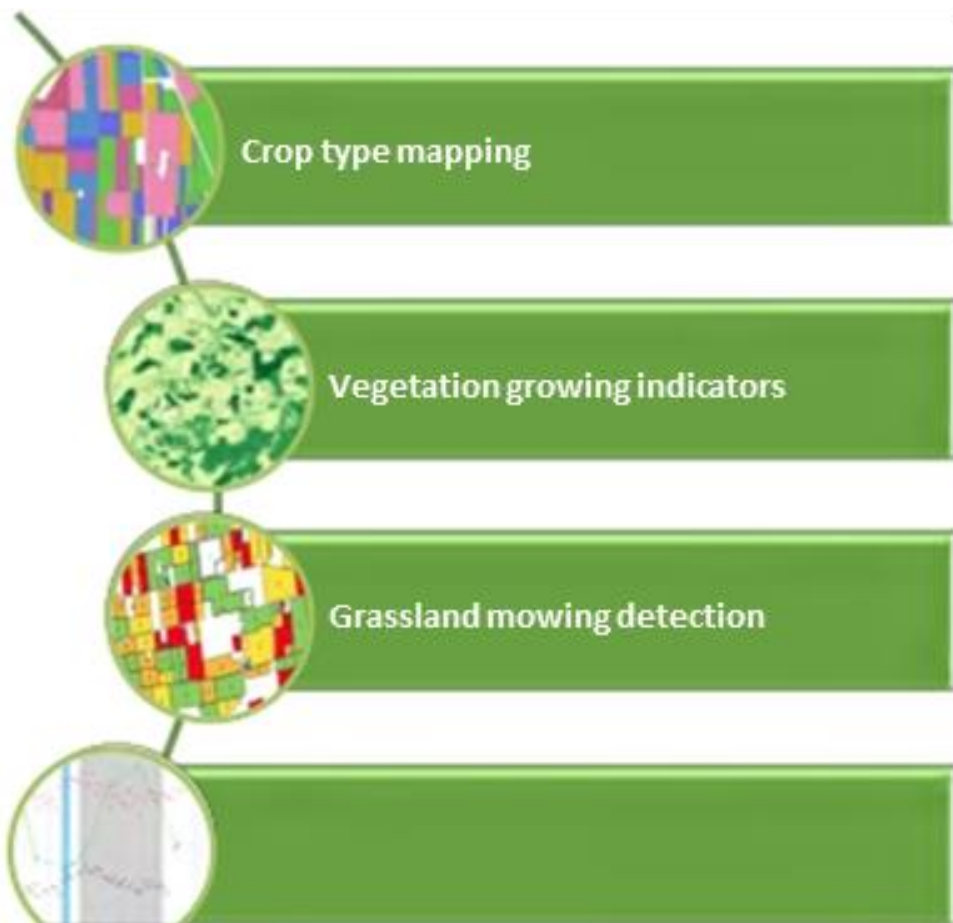 Crop type mapping
Vegetation growing indicators
Grassland mowing detection